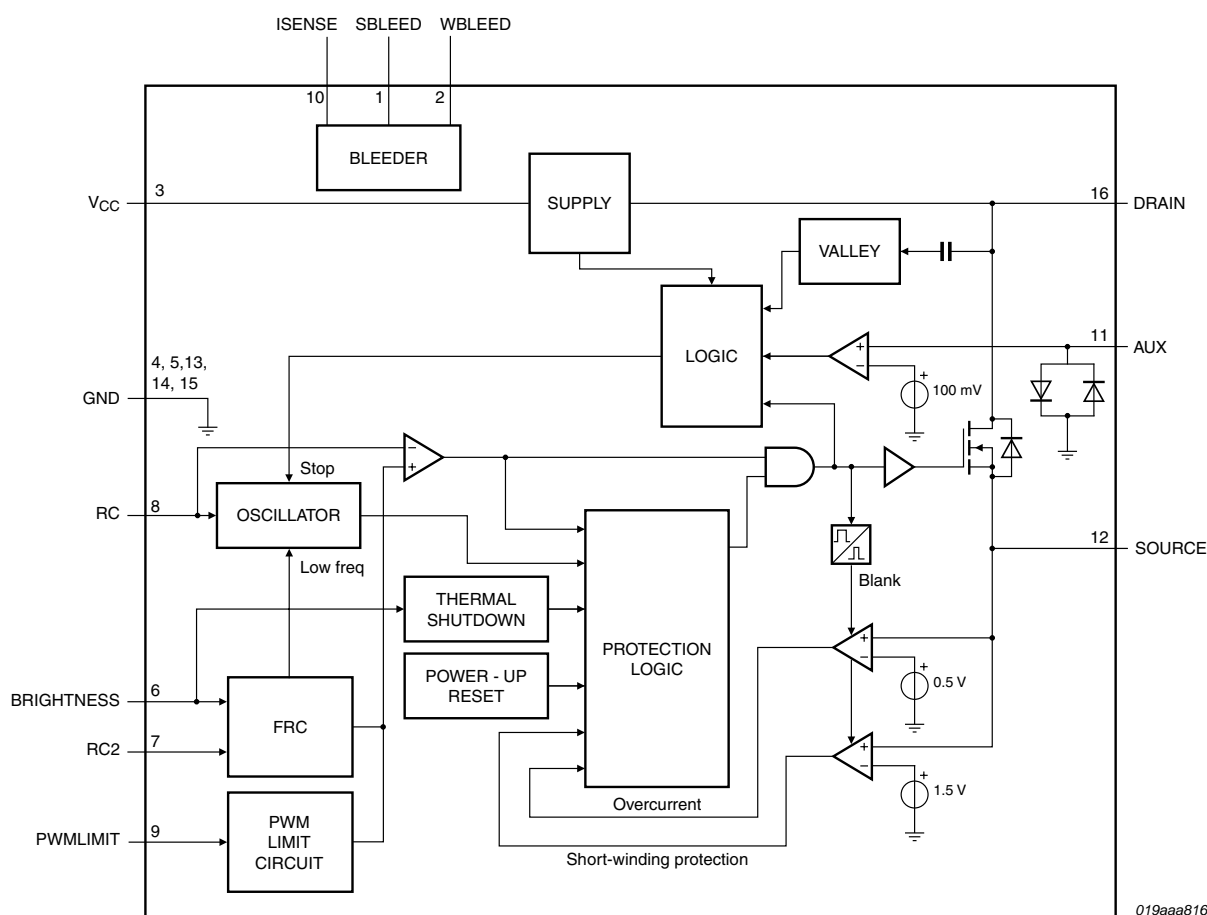 ISENSE SBLEED WBLEED
10 1 2
BLEEDER
VCC
3
SUPPLY
16
DRAIN
VALLEY
LOGIC
11
AUX
+
−
+
100 mV
4, 5,13,
14, 15
GND
Stop
−
+
RC
8
OSCILLATOR
Low freq
12
SOURCE
Blank
THERMAL
SHUTDOWN
PROTECTION
LOGIC
POWER - UP
RESET
+
−
+
0.5 V
BRIGHTNESS
6
FRC
RC2
7
+
−
+
1.5 V
Overcurrent
PWMLIMIT
9
PWM
LIMIT
CIRCUIT
Short-winding protection
019aaa816